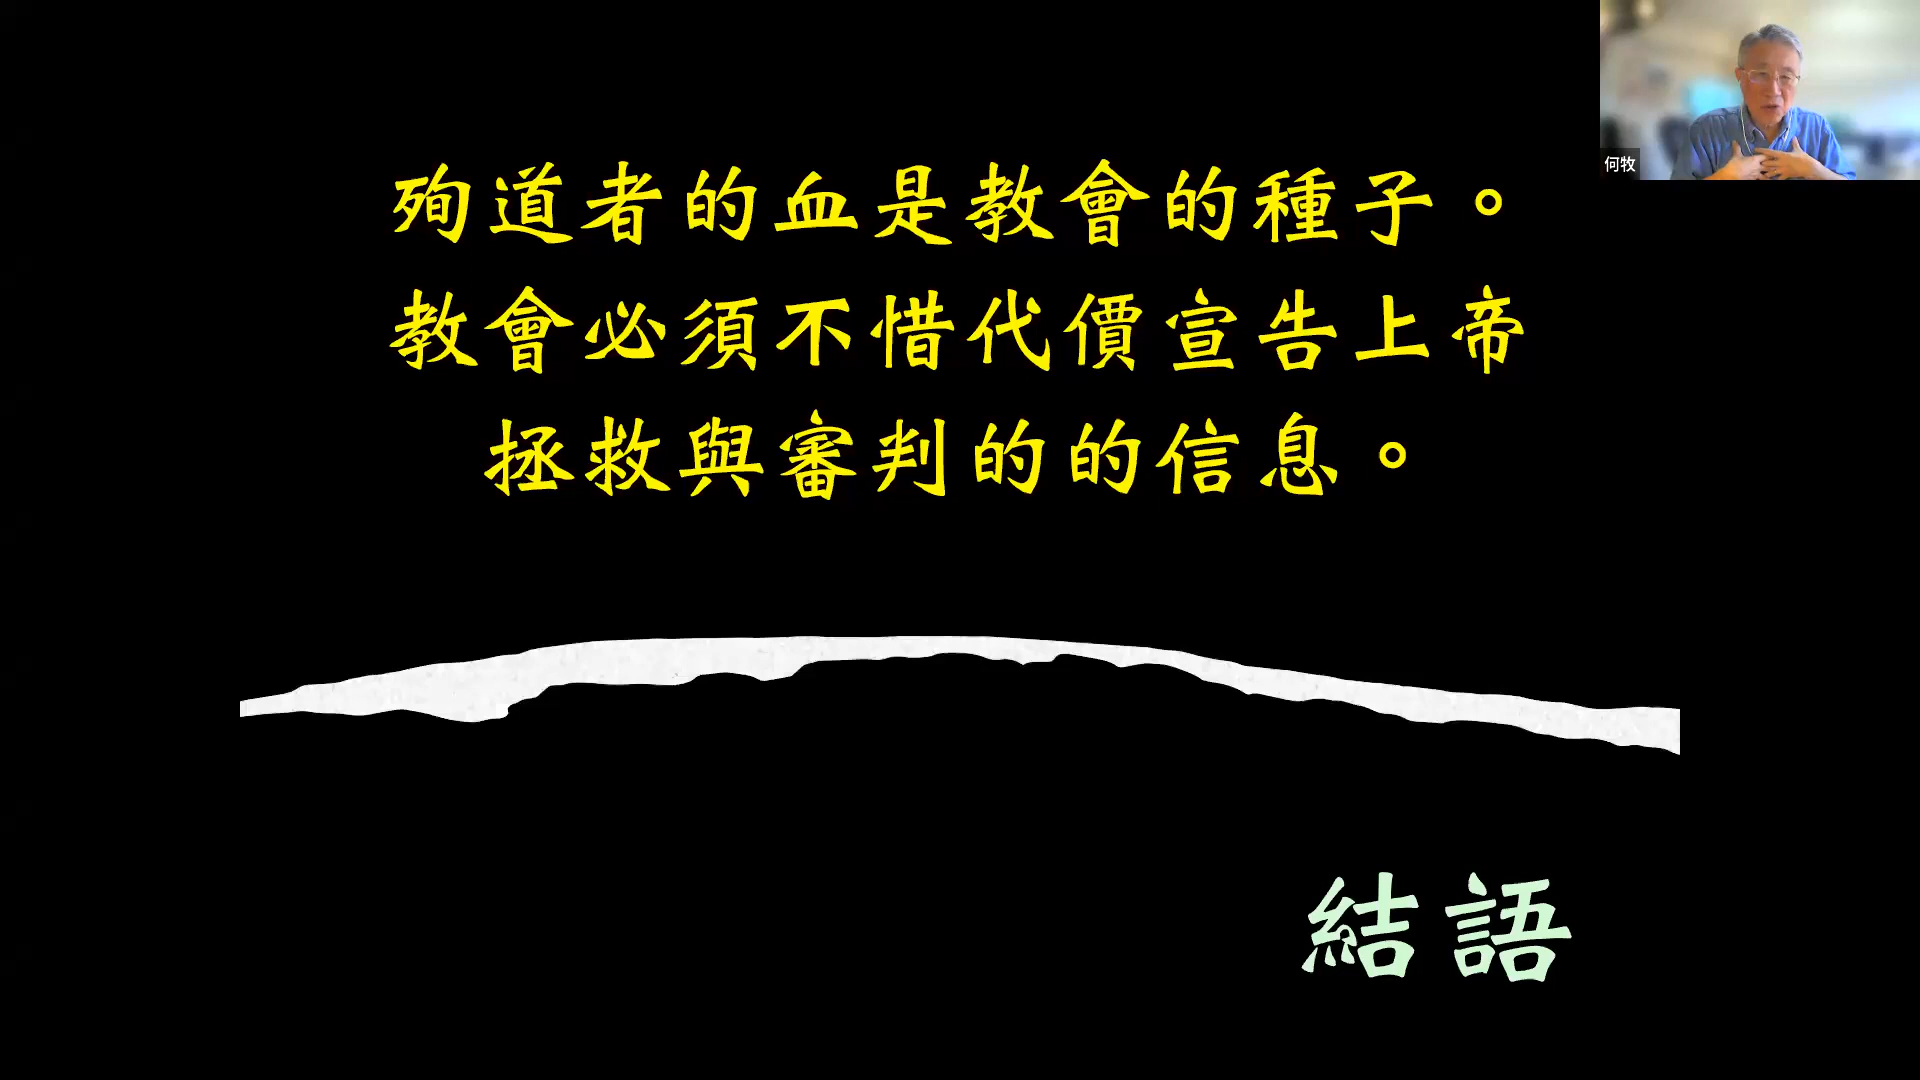 何牧
殉道者的血是教會的種子。
教會必須不惜代價宣告上帝
拯救與審判的的信息。
結語